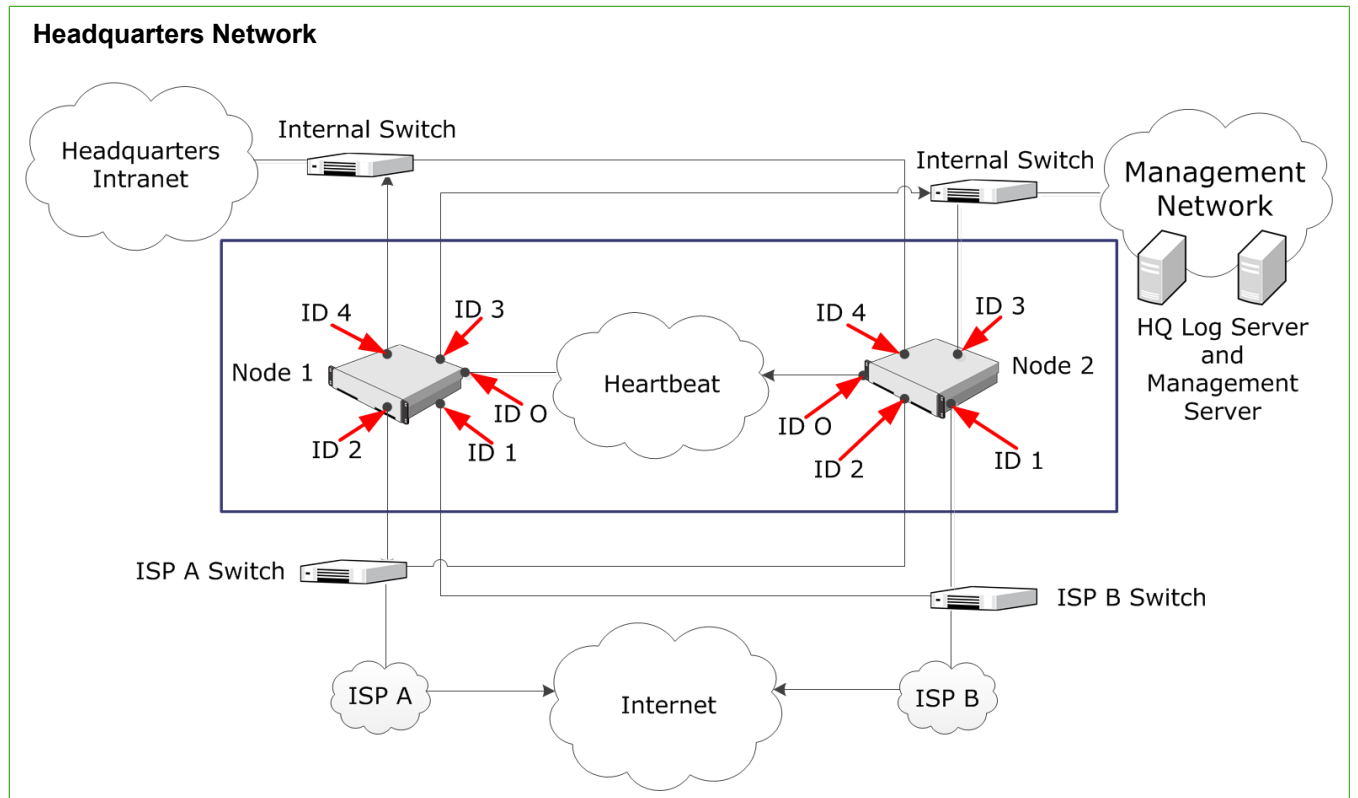 Headquarters Network
Headquarters
Intranet
Internal Switch
Internal Switch
Management
Network
HQ Log Server
and
Management
Server
ID 4
ID 3
Node 1
ID O
ID 2
ID 1
Heartbeat
ID 4
ID 3
Node 2
ID O
ID 2
ID 1
ISP A Switch
ISP B Switch
ISP A
Internet
ISP B